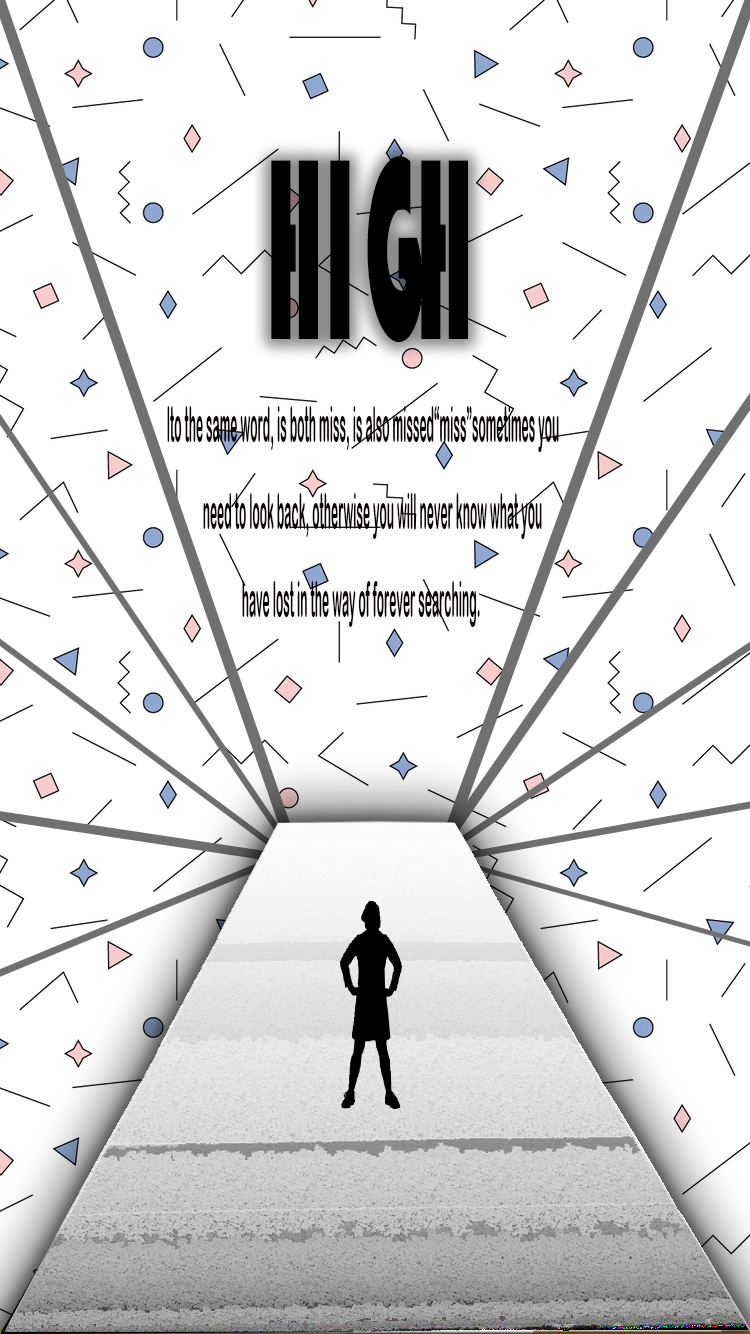 HIGH
Ito the same word, is both miss, is also missed“miss”sometimes you
need to look back, otherwise you will never know what you
have lost in the way of forever searching.